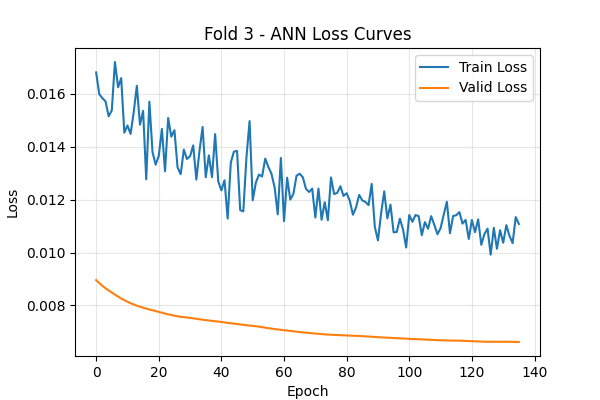 Fold 3 - ANN Loss Curves
Train Loss
Valid Loss
Loss
0.016
0.014
0.012
0.010
0.008
0 20 40 60 80 100 120 140
Epoch